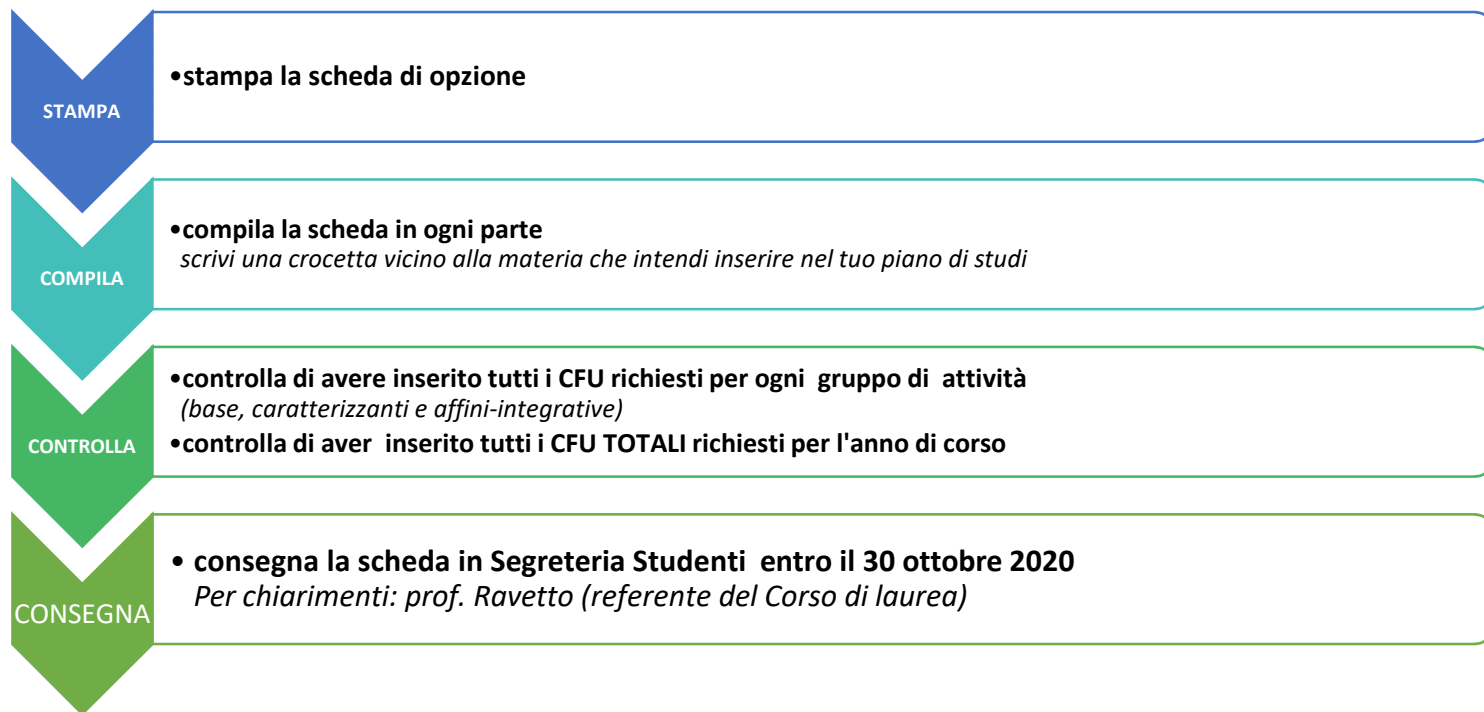 STAMPA
•stampa la scheda di opzione
COMPILA
•compila la scheda in ogni parte
scrivi una crocetta vicino alla materia che intendi inserire nel tuo piano di studi
CONTROLLA
•controlla di avere inserito tutti i CFU richiesti per ogni gruppo di attività
(base, caratterizzanti e affini-integrative)
•controlla di aver inserito tutti i CFU TOTALI richiesti per l'anno di corso
CONSEGNA
• consegna la scheda in Segreteria Studenti entro il 30 ottobre 2020
Per chiarimenti: prof. Ravetto (referente del Corso di laurea)